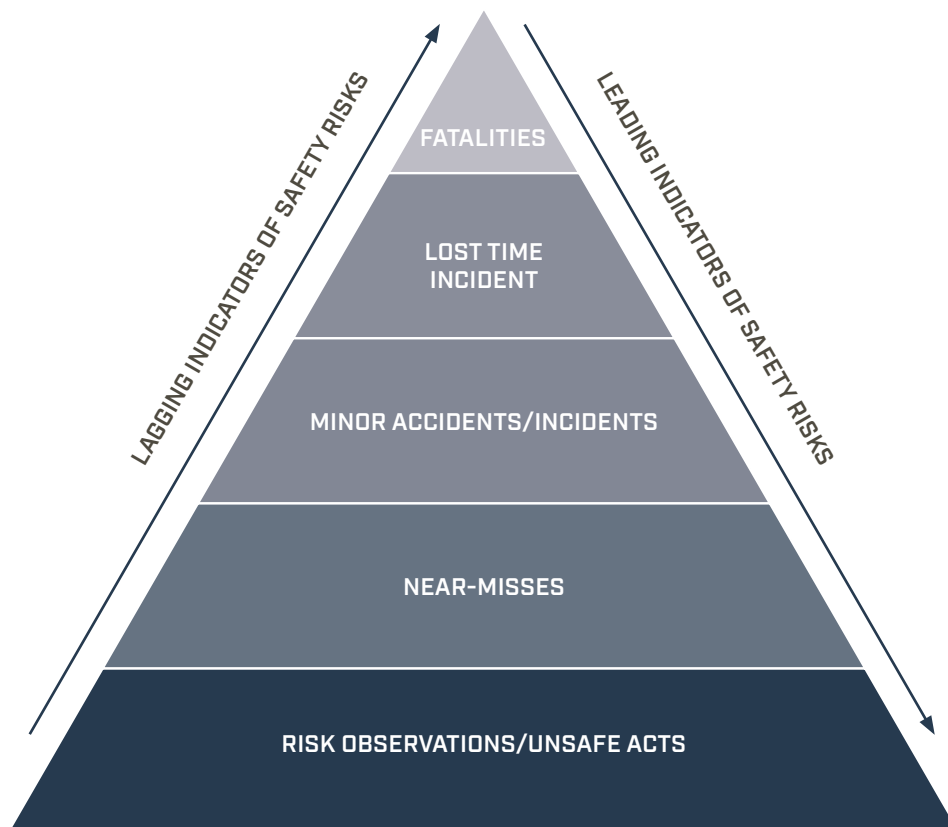 LAGGING INDICATORS OF SAFETY RISKS
LEADING INDICATORS OF SAFETY RISKS
FATALITIES
LOST TIME
INCIDENT
MINOR ACCIDENTS/INCIDENTS
NEAR-MISSES
RISK OBSERVATIONS/UNSAFE ACTS